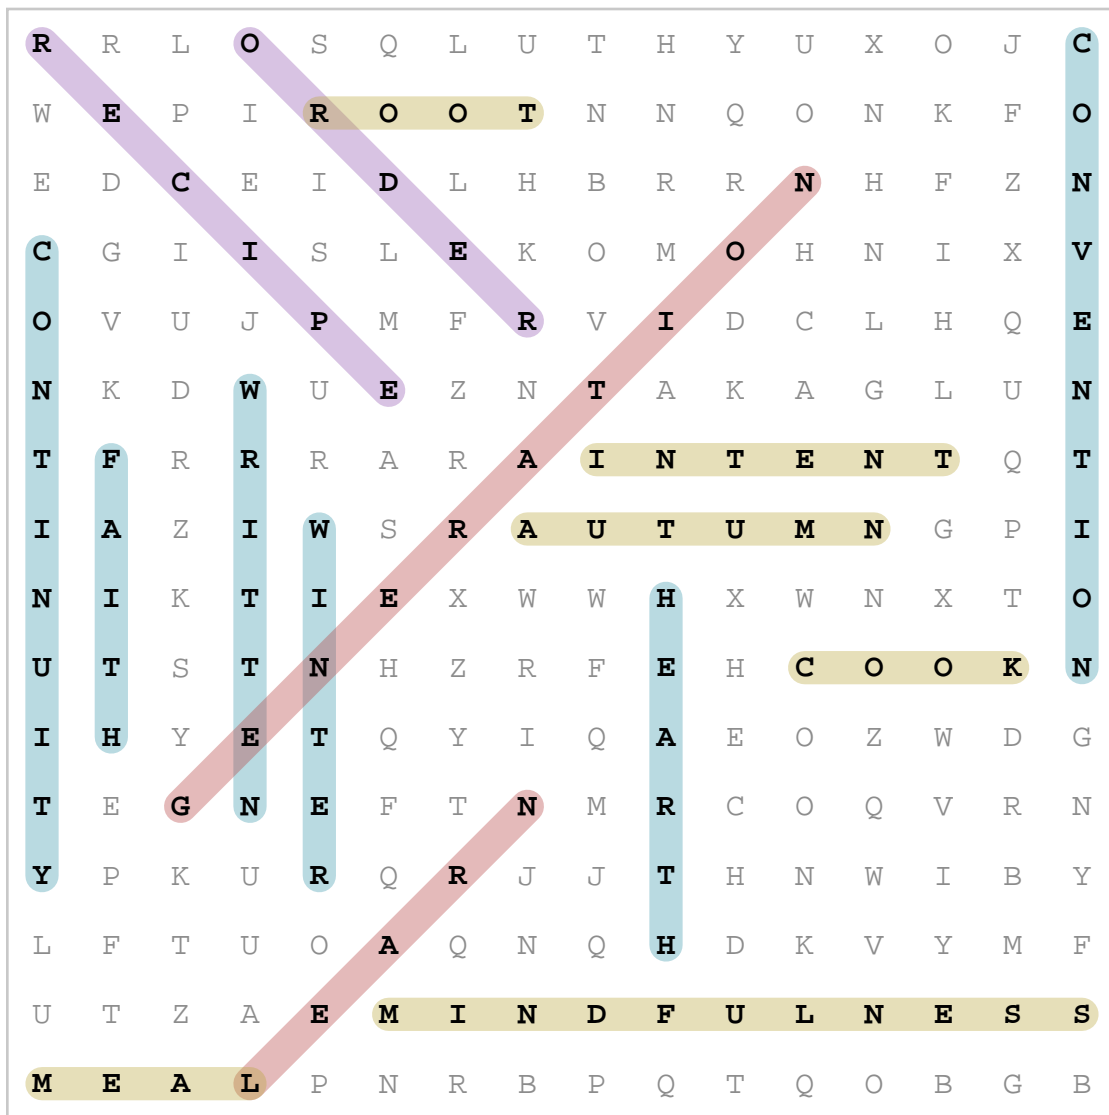 R R L O S Q L U T H Y U X O J C
W E P I R O O T N N Q O N K F O
E D C E I D L H B R R N H F Z N
C G I I S L E K O M O H N I X V
O V U J P M F R V I D C L H Q E
N K D W U E Z N T A K A G L U N
T F R R R A R A I N T E N T Q T
I A Z I W S R A U T U M N G P I
N I K T I E X W W H X W N X T O
U T S T N H Z R F E H C O O K N
I H Y E T Q Y I Q A E O Z W D G
T E G N E F T N M R C O Q V R N
Y P K U R Q R J J T H N W I B Y
L F T U O A Q N Q H D K V Y M F
U T Z A E M I N D F U L N E S S
M E A L P N R B P Q T Q O B G B